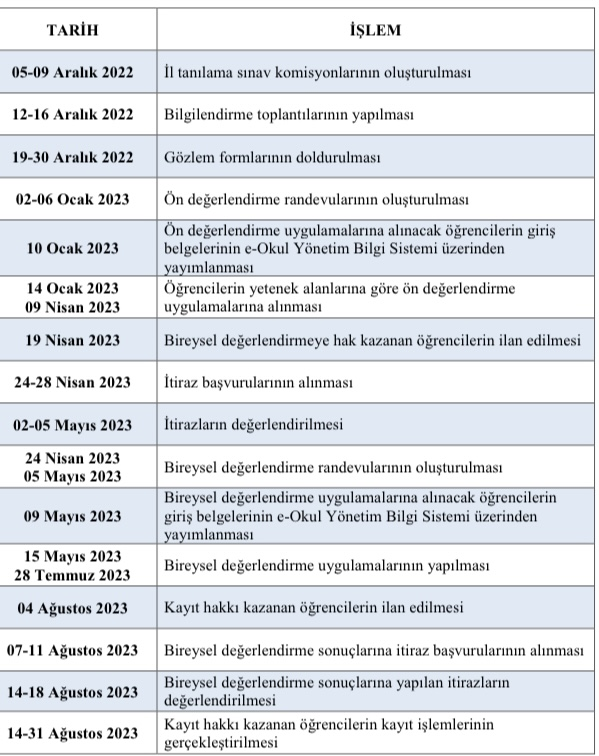 TARİH İŞLEM
05-09 Aralık 2022 İl tanılama sınav komisyonlarının oluşturulması
12-16 Aralık 2022 Bilgilendirme toplantılarının yapılması
19-30 Aralık 2022 Gözlem formlarının doldurulması
02-06 Ocak 2023 Ön değerlendirme randevularının oluşturulması
10 Ocak 2023 Ön değerlendirme uygulamalarına alınacak öğrencilerin giriş
belgelerinin e-Okul Yönetim Bilgi Sistemi üzerinden
yayımlanması
14 Ocak 2023 Öğrencilerin yetenek alanlarına göre ön değerlendirme
09 Nisan 2023 uygulamalarına alınması
19 Nisan 2023 Bireysel değerlendirmeye hak kazanan öğrencilerin ilan edilmesi
24-28 Nisan 2023 İtiraz başvurularının alınması
02-05 Mayıs 2023 İtirazların değerlendirilmesi
24 Nisan 2023
05 Mayıs 2023 Bireysel değerlendirme randevularının oluşturulması
09 Mayıs 2023 Bireysel değerlendirme uygulamalarına alınacak öğrencilerin
giriş belgelerinin e-Okul Yönetim Bilgi Sistemi üzerinden
yayımlanması
15 Mayıs 2023
28 Temmuz 2023 Bireysel değerlendirme uygulamalarının yapılması
04 Ağustos 2023 Kayıt hakkı kazanan öğrencilerin ilan edilmesi
07-11 Ağustos 2023 Bireysel değerlendirme sonuçlarına itiraz başvurularının alınması
14-18 Ağustos 2023 Bireysel değerlendirme sonuçlarına yapılan itirazların
değerlendirilmesi
14-31 Ağustos 2023 Kayıt hakkı kazanan öğrencilerin kayıt işlemlerinin
gerçekleştirilmesi